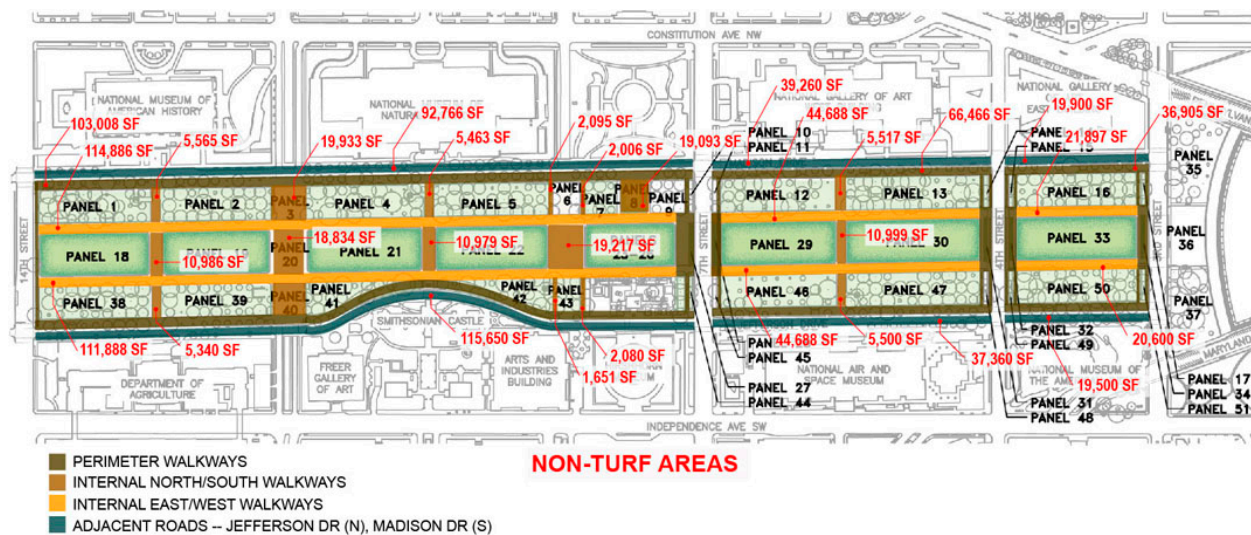 CONSTITUTION AVE NW
NATIONAL MUSEUM OF
AMERICAN HISTORY
NATIONAL GALLERY OF ART
NATIONAL GALLERY
103,008 SF
114,886 SF
5,565 SF
19,933 SF
92,766 SF
5,463 SF
2,095 SF
2,006 SF
19,093 SF
39,260 SF
44,688 SF
5,517 SF
66,466 SF
19,900 SF
21,897 SF
36,905 SF
PANEL 10
PANEL 11
PANEL 1
PANEL 2
PANEL 3
PANEL 4
PANEL 5
PANEL 6
PANEL 7
PANEL 8
PANEL 9
PANEL 12
PANEL 13
PANEL 16
PANEL 35
14TH STREET
PANEL 18
10,986 SF
18,834 SF
PANEL 20
PANEL 21
10,979 SF
PANEL 22
19,217 SF
7TH STREET
PANEL 29
10,999 SF
PANEL 30
4TH STREET
PANEL 33
3RD STREET
PANEL 36
PANEL 38
PANEL 39
PANEL 40
PANEL 41
PANEL 42
PANEL 43
PANEL 46
PANEL 47
PANEL 50
PANEL 37
SMITHSONIAN CASTLE
111,888 SF
5,340 SF
115,650 SF
2,080 SF
1,651 SF
44,688 SF
5,500 SF
37,360 SF
20,600 SF
19,500 SF
PANEL 32
PANEL 49
MARYLAND
DEPARTMENT OF
AGRICULTURE
FREER
GALLERY
OF ART
ARTS AND
INDUSTRIES
BUILDING
PANEL 45
PANEL 27
PANEL 44
NATIONAL AIR AND
SPACE MUSEUM
NATIONAL MUSEUM OF
PANEL 31
PANEL 48
PANEL 17
PANEL 34
PANEL 51
INDEPENDENCE AVE SW
NON-TURF AREAS
PERIMETER WALKWAYS
INTERNAL NORTH/SOUTH WALKWAYS
INTERNAL EAST/WEST WALKWAYS
ADJACENT ROADS -- JEFFERSON DR (N), MADISON DR (S)